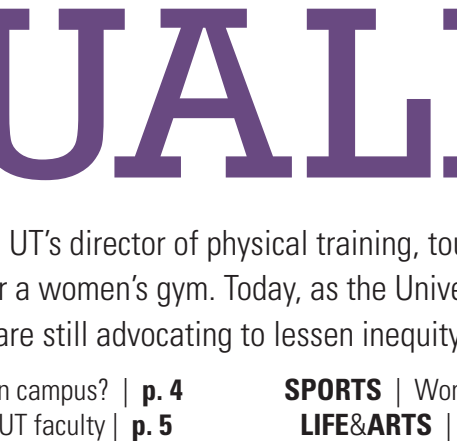 UAL
UT’s director of physical training, tou
r a women’s gym. Today, as the Unive
are still advocating to lessen inequity
n campus? | p. 4 SPORTS | Wor
UT faculty | p. 5 LIFE&ARTS |